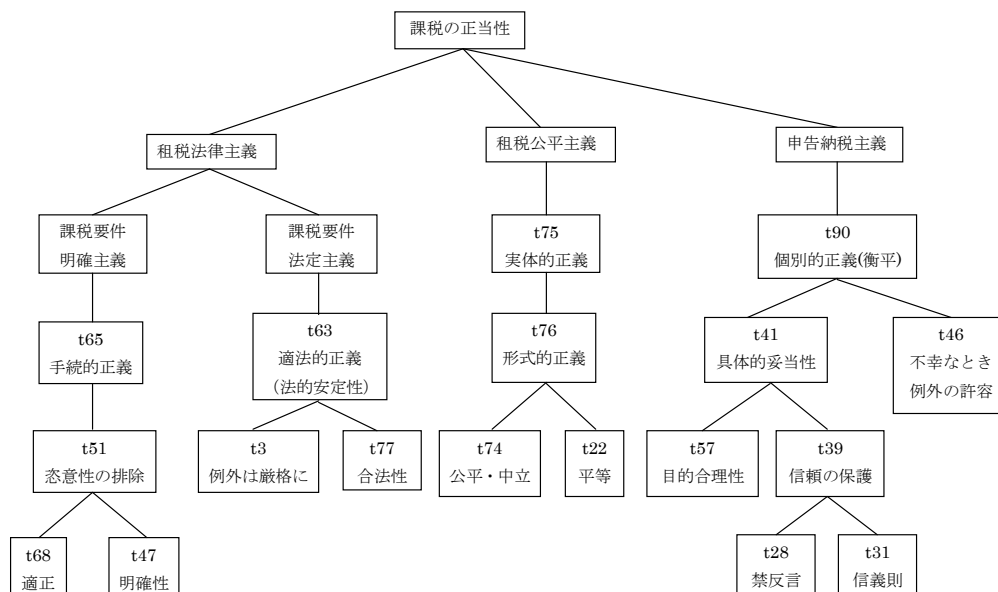 課税の正当性
租税法律主義
租税公平主義
申告納税主義
課税要件
明確主義
課税要件
法定主義
t75
実体的正義
t90
個別的正義(衡平)
t65
手続的正義
t63
適法的正義
(法的安定性)
t76
形式的正義
t41
具体的妥当性
t46
不幸なとき
例外の許容
t51
恣意性の排除
t3
例外は厳格に
t77
合法性
t74
公平・中立
t22
平等
t57
目的合理性
t39
信頼の保護
t68
適正
t47
明確性
t28
禁反言
t31
信義則